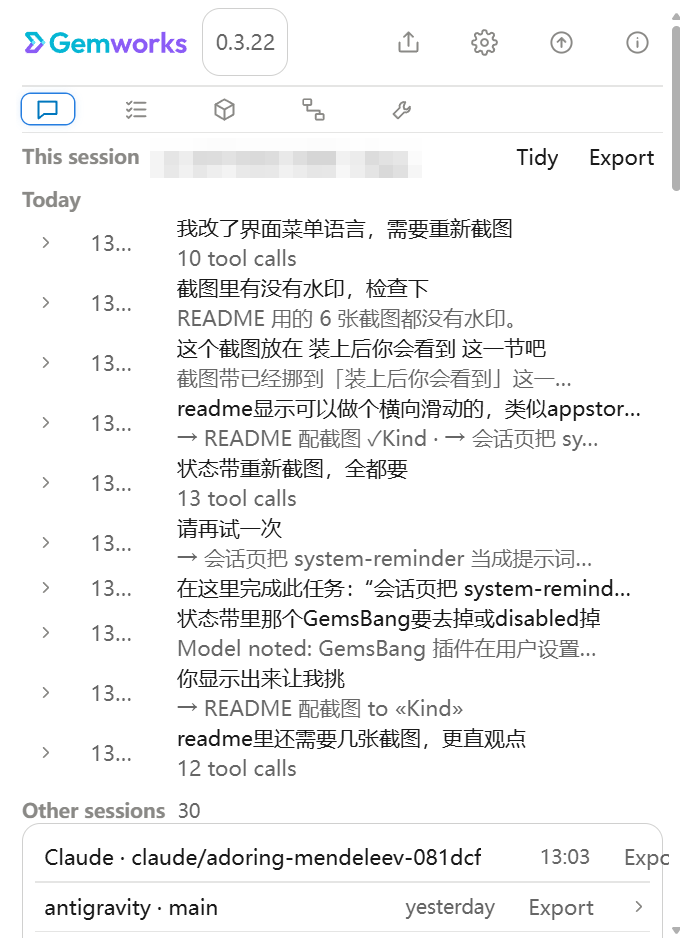 Gemworks 0.3.22
This session Tidy Export
Today
13... 我改了界面菜单语言，需要重新截图
10 tool calls
13... 截图里有没有水印，检查下
README 用的 6 张截图都没有水印。
13... 这个截图放在 装上后你会看到 这一节吧
截图带已经挪到「装上后你会看到」这一...
13... readme显示可以做个横向滑动的，类似appstor...
→ README 配截图 ✓Kind · → 会话页把 sy...
13... 状态带重新截图，全都要
13 tool calls
13... 请再试一次
→ 会话页把 system-reminder 当成提示词...
13... 在这里完成此任务：“会话页把 system-remind...
13... 状态带里那个GemsBang要去掉或disabled掉
Model noted: GemsBang 插件在用户设置...
13... 你显示出来让我挑
→ README 配截图 to «Kind»
13... readme里还需要几张截图，更直观点
12 tool calls
Other sessions 30
Claude · claude/adoring-mendeleev-081dcf 13:03 Expo
antigravity · main yesterday Export